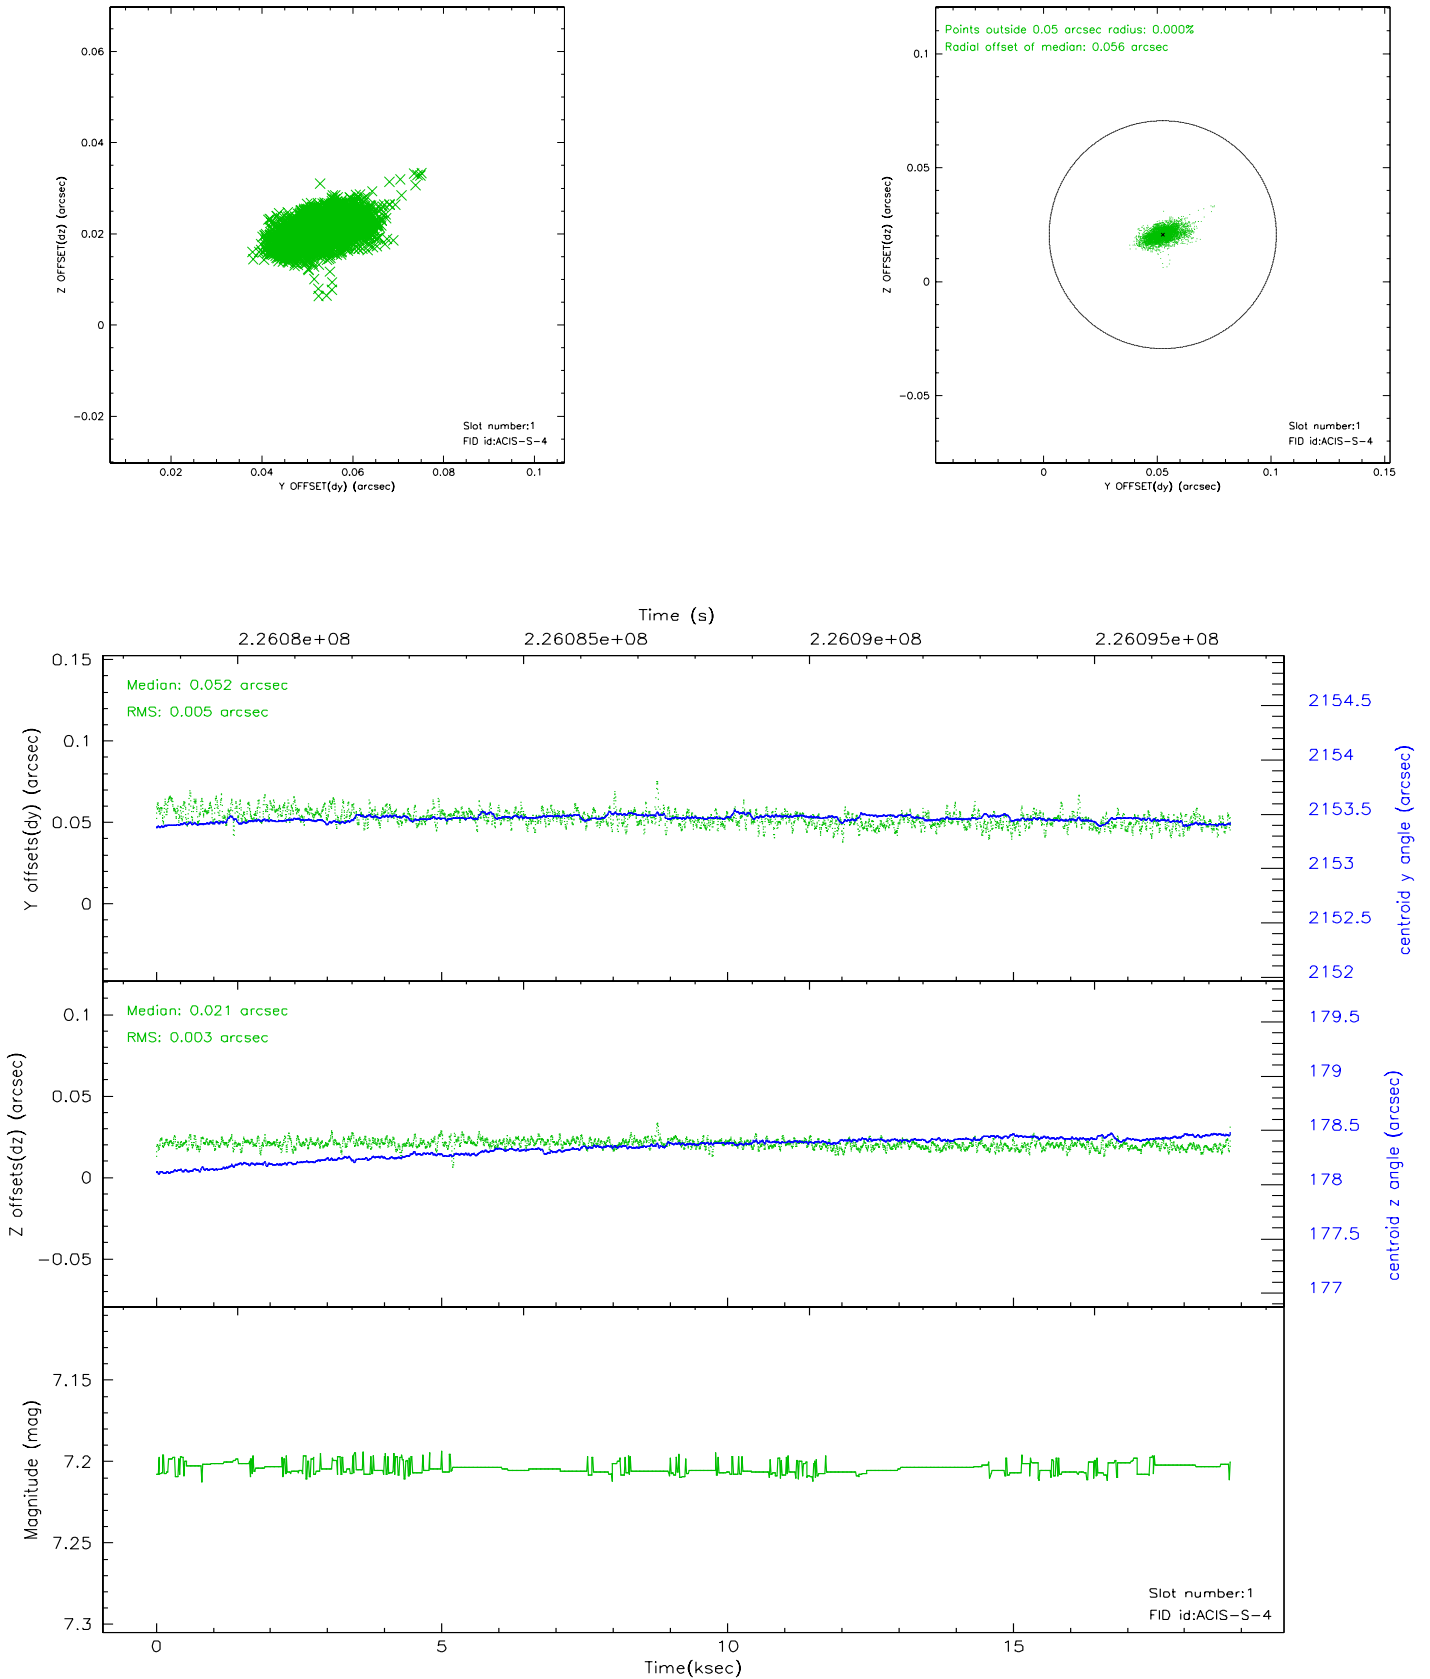 0.06
0.04
0.02
0
−0.02
Z OFFSET(dz) (arcsec)
Slot number:1
FID id:ACIS−S−4
0.02 0.04 0.06 0.08 0.1
Y OFFSET(dy) (arcsec)
Points outside 0.05 arcsec radius: 0.000%
Radial offset of median: 0.056 arcsec
0.1
0.05
0
−0.05
Z OFFSET(dz) (arcsec)
Slot number:1
FID id:ACIS−S−4
0 0.05 0.1 0.15
Y OFFSET(dy) (arcsec)
Time (s)
2.2608e+08 2.26085e+08 2.2609e+08 2.26095e+08
Median: 0.052 arcsec
RMS: 0.005 arcsec
0.15
0.1
0.05
0
Y offsets(dy) (arcsec)
2154.5
2154
2153.5
2153
2152.5
2152
centroid y angle (arcsec)
Median: 0.021 arcsec
RMS: 0.003 arcsec
0.1
0.05
0
−0.05
Z offsets(dz) (arcsec)
179.5
179
178.5
178
177.5
177
centroid z angle (arcsec)
7.15
7.2
7.25
7.3
Magnitude (mag)
Slot number:1
FID id:ACIS−S−4
0 5 10 15
Time(ksec)